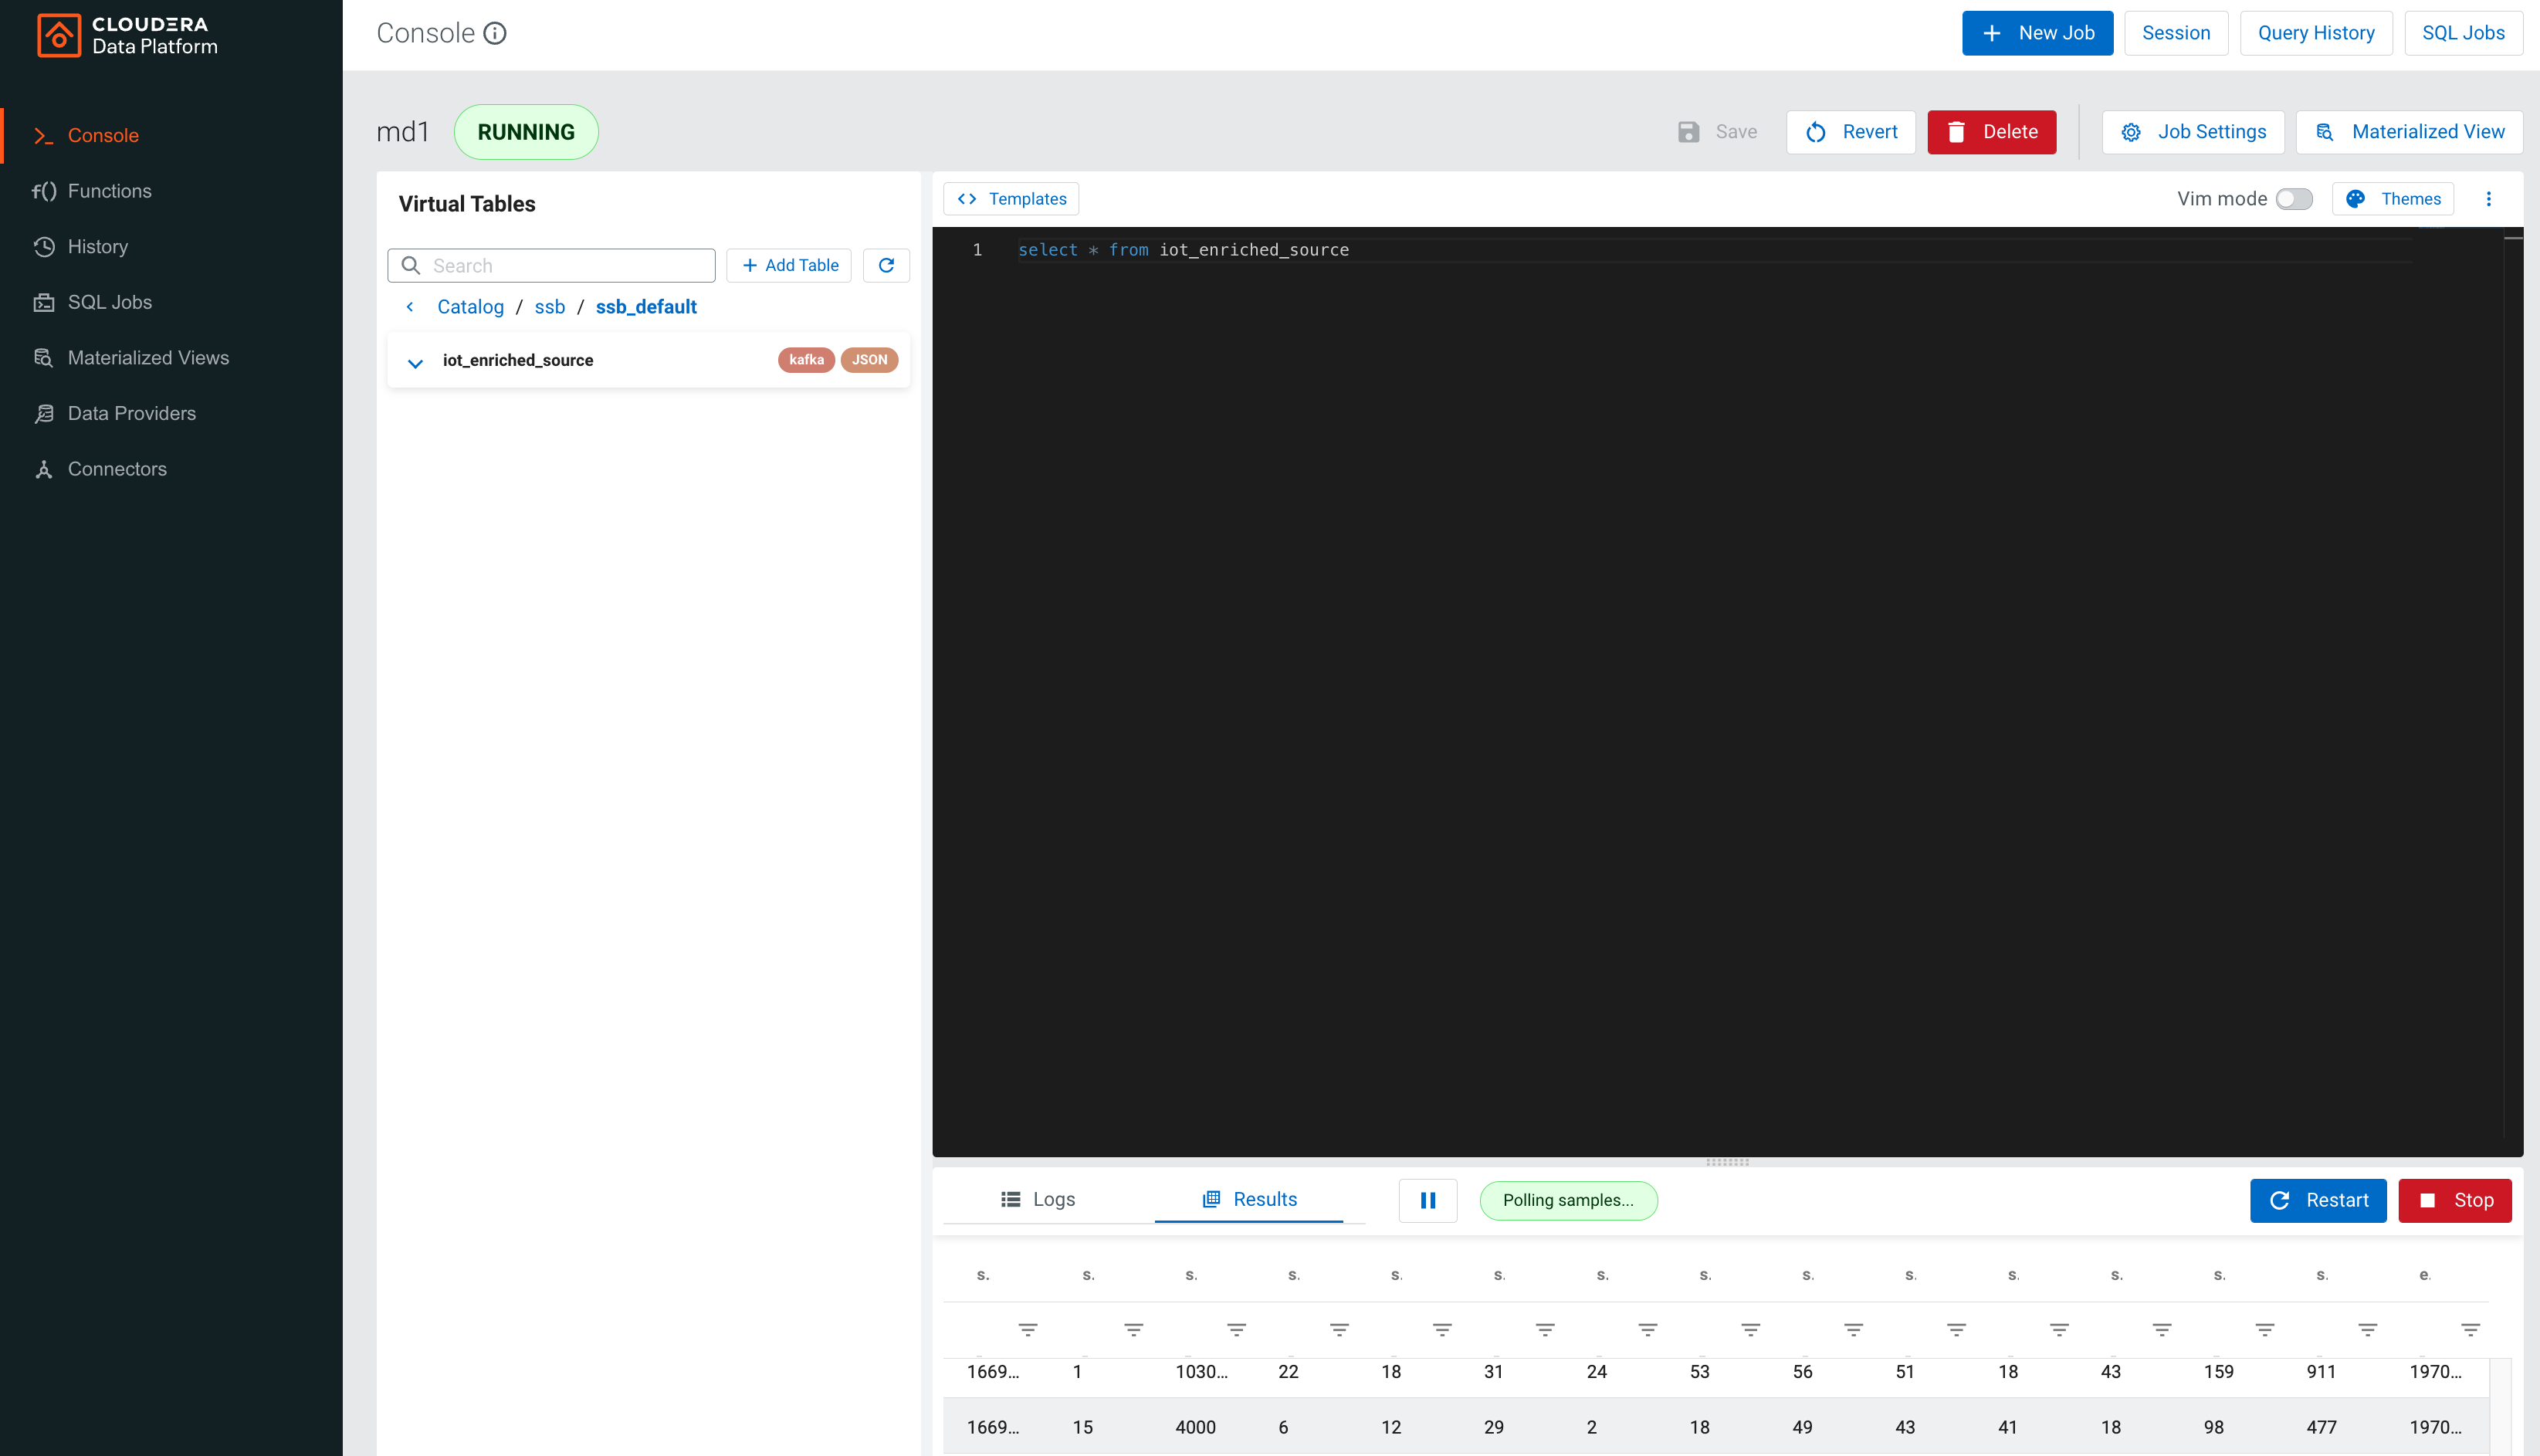 CLOUDERA
Data Platform
Console
Functions
History
SQL Jobs
Materialized Views
Data Providers
Connectors
Console
New Job
Session
Query History
SQL Jobs
md1
RUNNING
Save
Revert
Delete
Job Settings
Materialized View
Virtual Tables
Search
+ Add Table
Catalog / ssb / ssb_default
iot_enriched_source
kafka
JSON
<> Templates
Vim mode
Themes
1 select * from iot_enriched_source
Logs
Results
Polling samples...
Restart
Stop
s. s. s. s. s. s. s. s. s. s. s. s. s. s. e.
1669... 1 1030... 22 18 31 24 53 56 51 18 43 159 911 1970...
1669... 15 4000 6 12 29 2 18 49 43 41 18 98 477 1970...